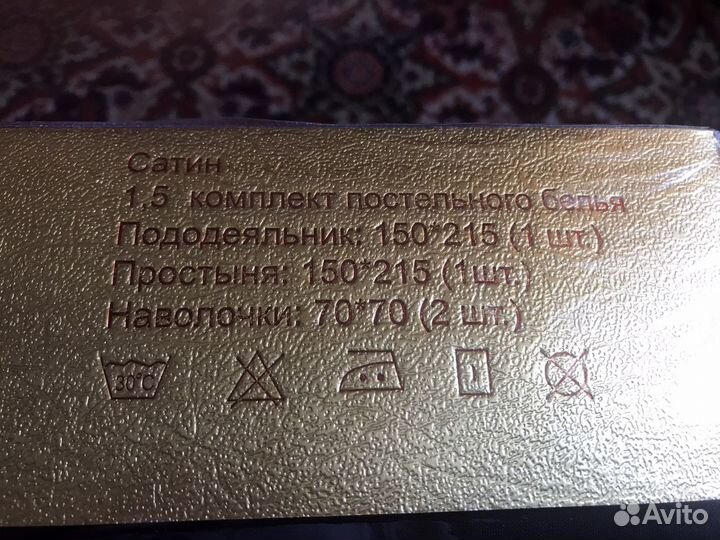 Сатин
1,5 комплект постельного белья
Пододеяльник: 150*215 (1 шт.)
Простыня: 150*215 (1шт.)
Наволочки: 70*70 (2 шт.)
30°C
Avito